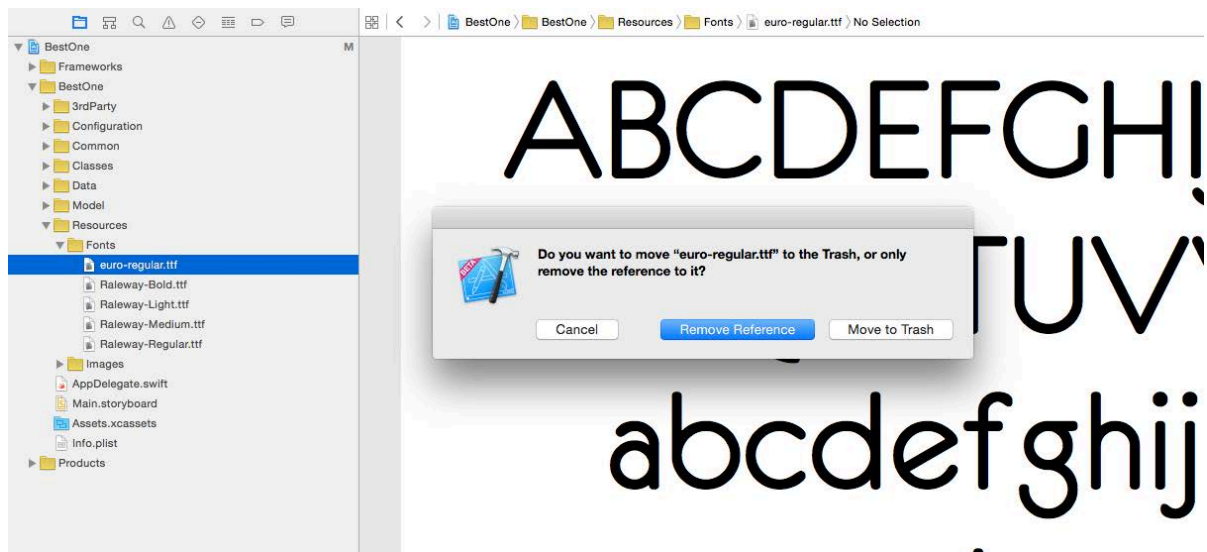 BestOne > BestOne > Resources > Fonts > euro-regular.ttf > No Selection
BestOne M
Frameworks
BestOne
3rdParty
Configuration
Common
Classes
Data
Model
Resources
Fonts
euro-regular.ttf
Raleway-Bold.ttf
Raleway-Light.ttf
Raleway-Medium.ttf
Raleway-Regular.ttf
Images
AppDelegate.swift
Main.storyboard
Assets.xcassets
Info.plist
Products
ABCDEFGHIJ
BETA
Do you want to move “euro-regular.ttf” to the Trash, or only
remove the reference to it?
Cancel Remove Reference Move to Trash
TUV
abcdefghij